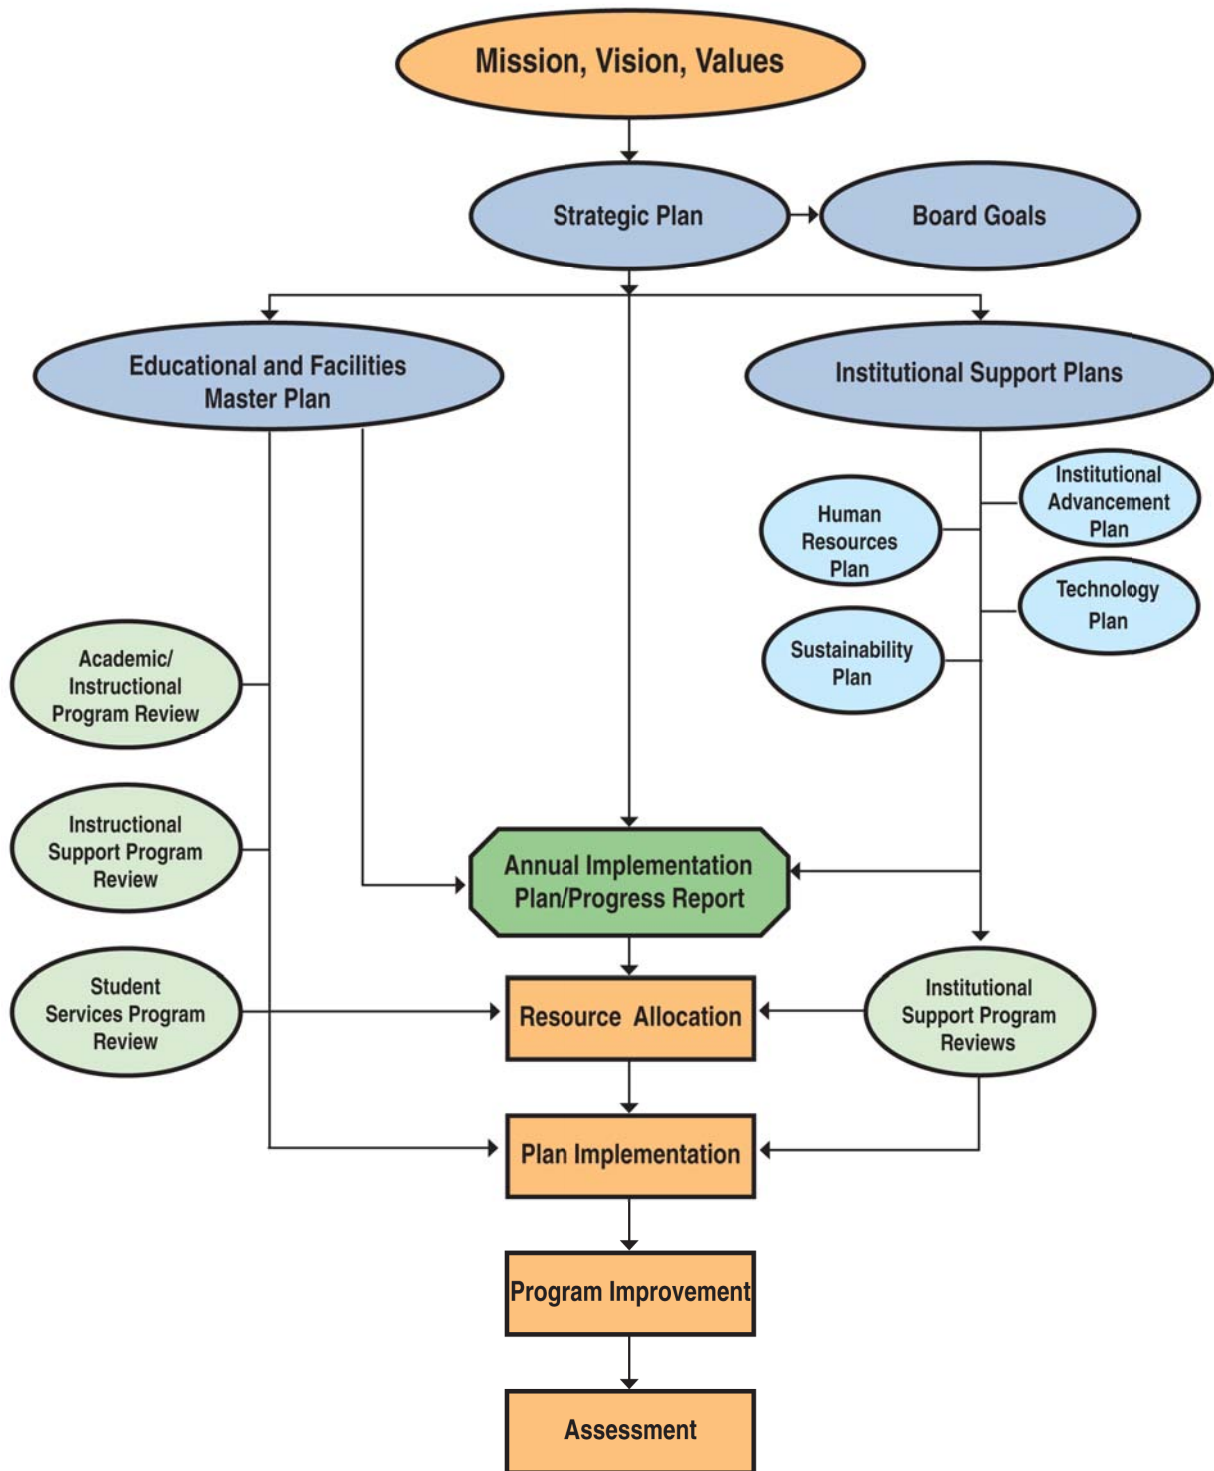 Mission, Vision, Values
Strategic Plan
Board Goals
Educational and Facilities
Master Plan
Institutional Support Plans
Human
Resources
Plan
Institutional
Advancement
Plan
Sustainability
Plan
Technology
Plan
Academic/
Instructional
Program Review
Instructional
Support Program
Review
Student
Services Program
Review
Annual Implementation
Plan/Progress Report
Resource Allocation
Institutional
Support Program
Reviews
Plan Implementation
Program Improvement
Assessment